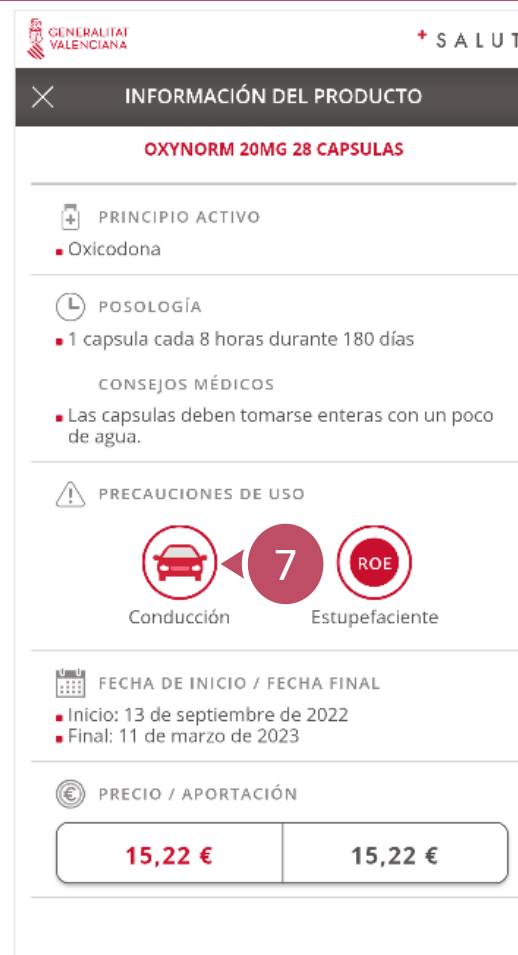 GENERALITAT
VALENCIANA
+ SALUT
INFORMACIÓN DEL PRODUCTO
OXYNORM 20MG 28 CAPSULAS
PRINCIPIO ACTIVO
Oxicodona
POSOLOGÍA
1 capsula cada 8 horas durante 180 días
CONSEJOS MÉDICOS
Las capsulas deben tomarse enteras con un poco
de agua.
PRECAUCIONES DE USO
7
ROE
Conducción Estupefaciente
FECHA DE INICIO / FECHA FINAL
Inicio: 13 de septiembre de 2022
Final: 11 de marzo de 2023
PRECIO / APORTACIÓN
15,22 € 15,22 €